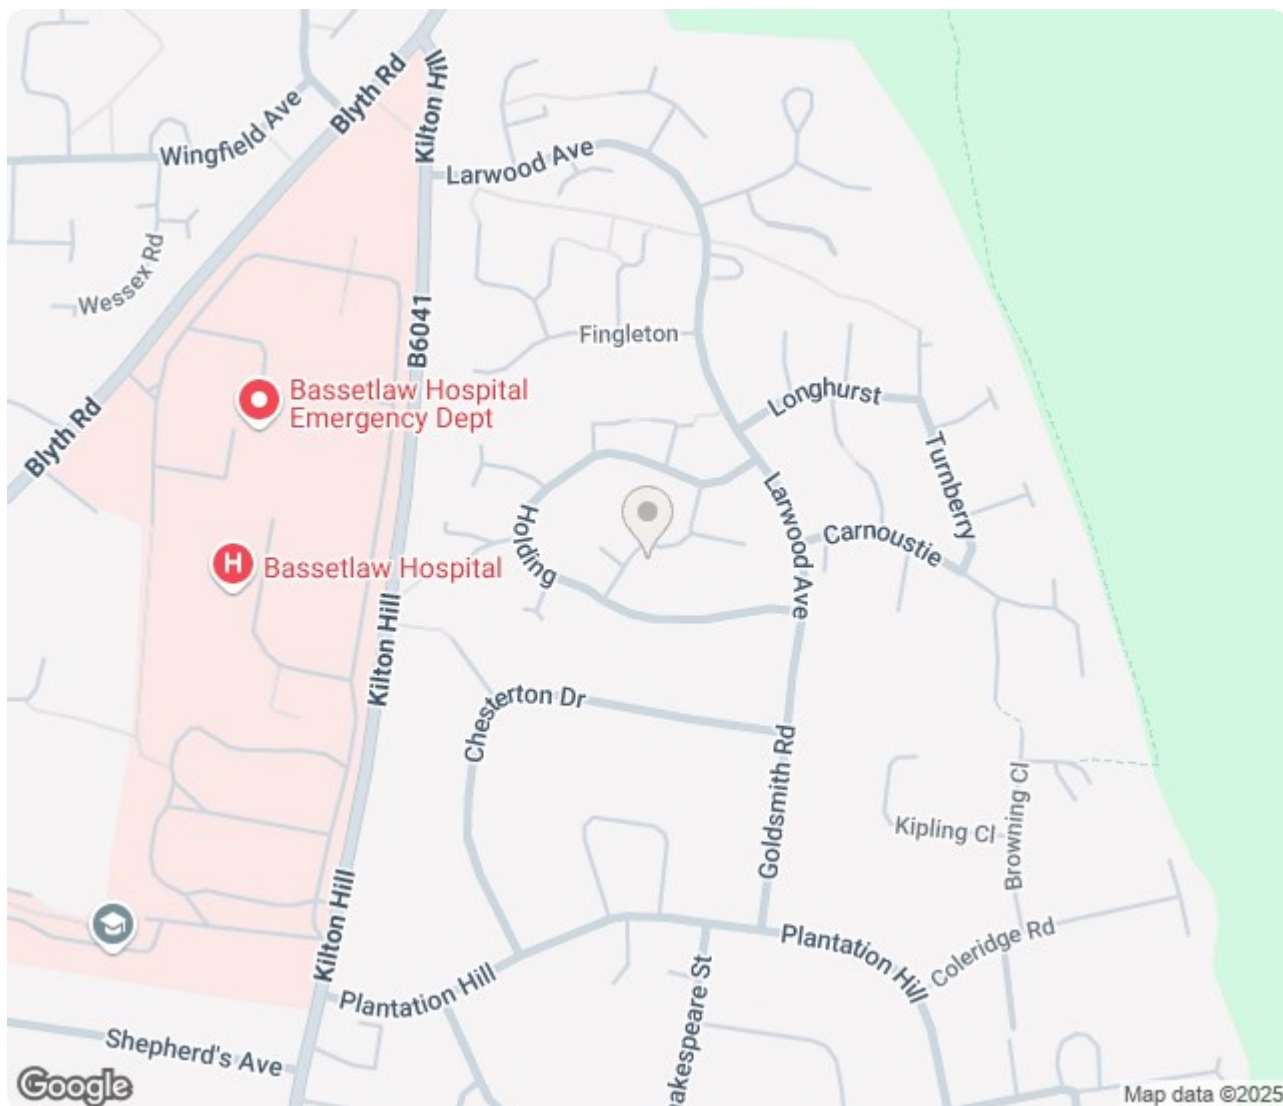 Kilton Hill
Blyth Rd
Wingfield Ave
Larwood Ave
Wessex Rd
B6041
Fingleton
Bassetlaw Hospital
Emergency Dept
Longhurst
Blyth Rd
Turnberry
Larwood Ave
Holding
Carnoustie
H
Bassetlaw Hospital
Kilton Hill
Chesterton Dr
Goldsmith Rd
Browning Cl
Kipling Cl
Kilton Hill
Plantation Hill
Coleridge Rd
Plantation Hill
akespeare St
Shepherd's Ave
Google
Map data ©2025